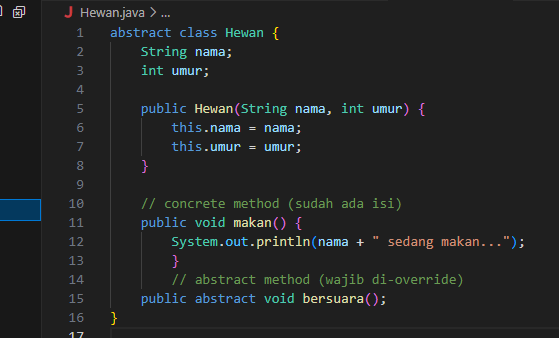 Hewan.java > ...
1 abstract class Hewan {
2     String nama;
3     int umur;
4
5     public Hewan(String nama, int umur) {
6         this.nama = nama;
7         this.umur = umur;
8     }
9
10     // concrete method (sudah ada isi)
11     public void makan() {
12         System.out.println(nama + " sedang makan...");
13         }
14         // abstract method (wajib di-override)
15     public abstract void bersuara();
16 }
17